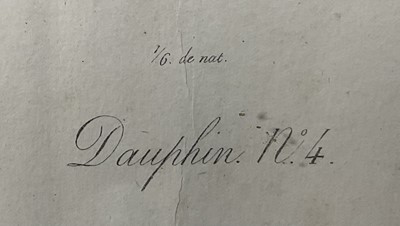 1/6. de nat.
Dauphin. N.º 4.